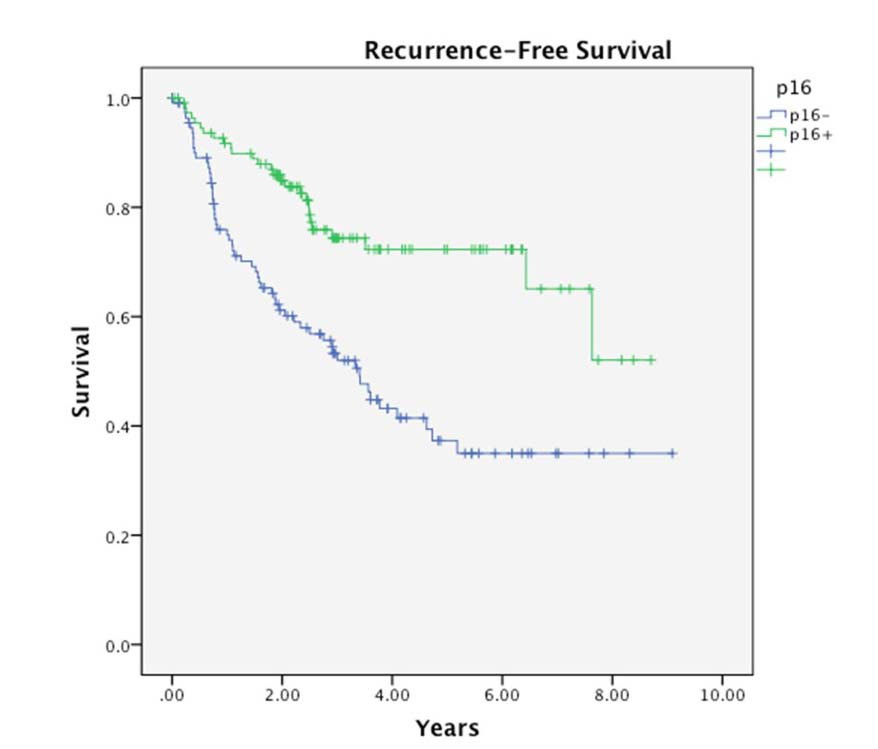 Recurrence-Free Survival
p16
p16-
p16+
1.0
0.8
0.6
0.4
0.2
0.0
Survival
.00 2.00 4.00 6.00 8.00 10.00
Years